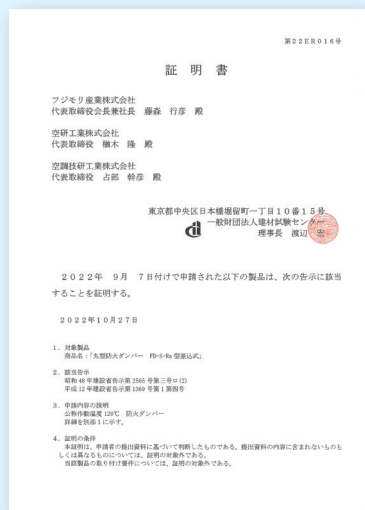 第22ER016号
証 明 書
フジモリ産業株式会社
代表取締役会長兼社長 藤森 行彦 殿
空研工業株式会社
代表取締役 楢木 隆 殿
空調技研工業株式会社
代表取締役 占部 幹彦 殿
東京都中央区日本橋堀留町一丁目10番15号
一般財団法人建材試験センター
理事長 渡辺 宏
2022年 9月 7日付けで申請された以下の製品は、次の告示に該当
することを証明する。
2022年10月27日
1. 対象製品
商品名:「丸型防火ダンパー FD-S-Ra 型差込式」
2. 該当告示
昭和48年建設省告示第2565号第三号ロ(2)
平成12年建設省告示第1369号第1第四号
3. 申請内容の説明
公称作動温度120℃ 防火ダンパー
詳細を別添1に示す。
4. 証明の条件
本証明は、申請者の提出資料に基づいて判断したものである。提出資料の内容に含まれないものも
しくは異なるものについては、証明の対象外である。
当該製品の取り付け要件については、証明の対象外である。